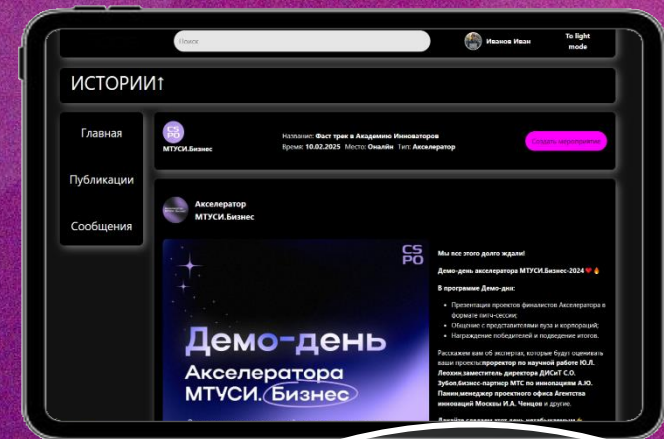 Поиск
Иванов Иван
To light
mode
ИСТОРИИ↑
Главная
Публикации
Сообщения
CS
PO
МТУСИ.Бизнес
Название: Фаст трек в Академию Инноваторов
Время: 10.02.2025 Место: Онлайн Тип: Акселератор
Создать мероприятие
Акселератор
МТУСИ.Бизнес
CS
PO
Демо-день
Акселератора
МТУСИ.Бизнес
Мы все этого долго ждали!
Демо-день акселератора МТУСИ.Бизнес-2024❤️🔥
В программе Демо-дня:
• Презентация проектов финалистов Акселератора в
формате питч-сессии;
• Общение с представителями вуза и корпораций;
• Награждение победителей и подведение итогов.
Расскажем вам об экспертах, которые будут оценивать
ваши проекты:проректор по научной работе Ю.Л.
Леохин,заместитель директора ДИСиТ С.О.
Зубов,бизнес-партнер МТС по инновациям А.Ю.
Панин,менеджер проектного офиса Агентства
инноваций Москвы И.А. Ченцов и другие.